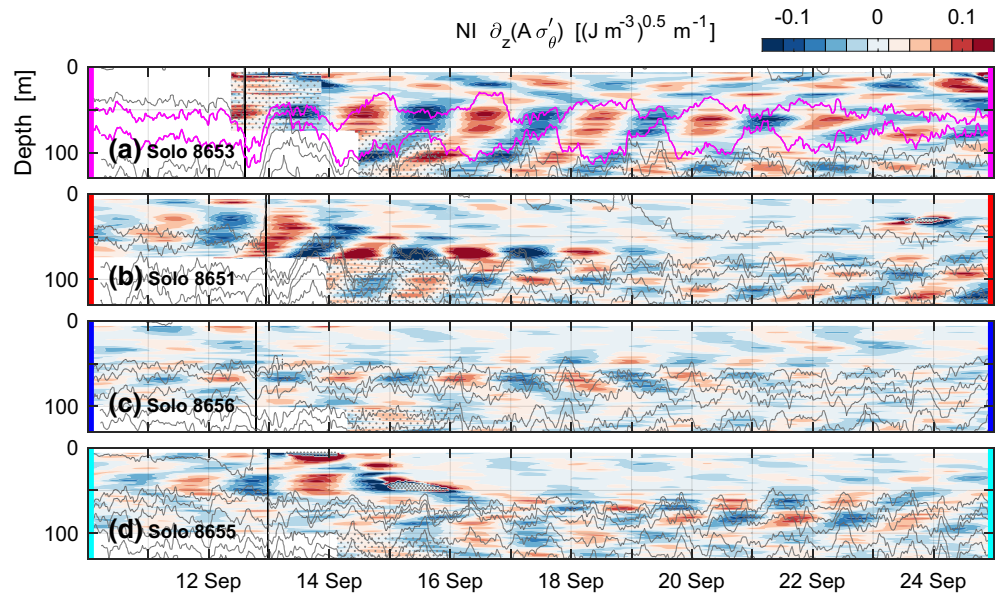 NI ∂z(A σ′θ) [(J m⁻³)⁰·⁵ m⁻¹]
-0.1 0 0.1
Depth [m]
0
100
(a) Solo 8653
0
100
(b) Solo 8651
0
100
(c) Solo 8656
0
100
(d) Solo 8655
12 Sep 14 Sep 16 Sep 18 Sep 20 Sep 22 Sep 24 Sep